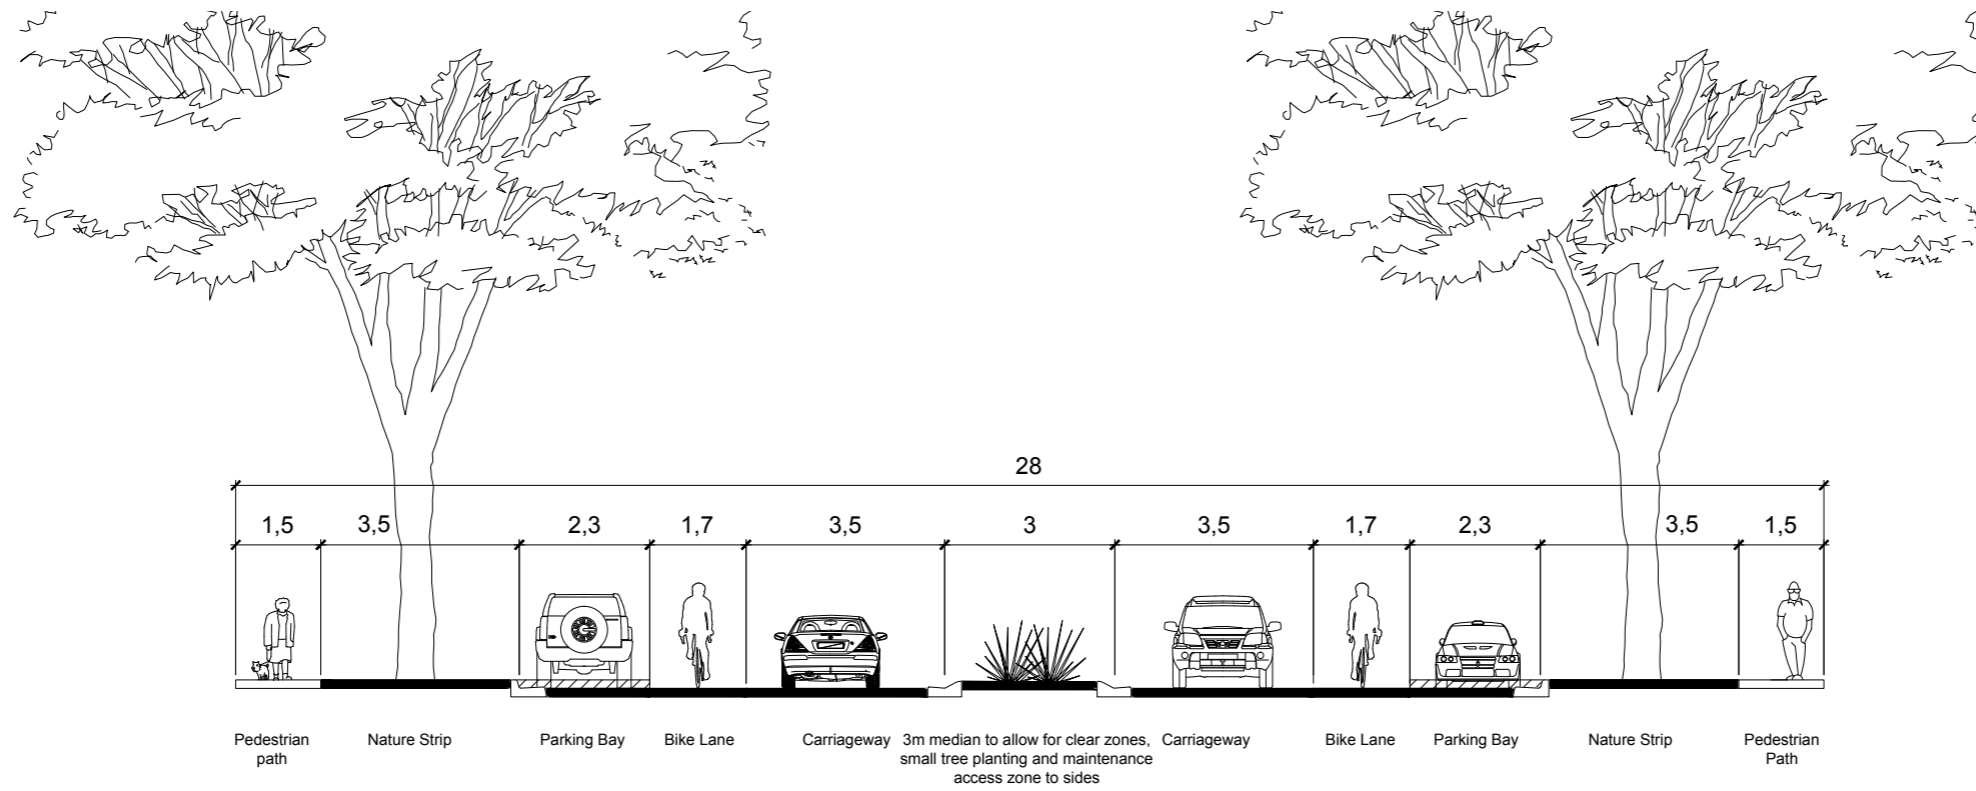 28
1,5
3,5
2,3
1,7
3,5
3
3,5
1,7
2,3
3,5
1,5
Pedestrian
path
Nature Strip
Parking Bay
Bike Lane
Carriageway
3m median to allow for clear zones,
small tree planting and maintenance
access zone to sides
Carriageway
Bike Lane
Parking Bay
Nature Strip
Pedestrian
Path